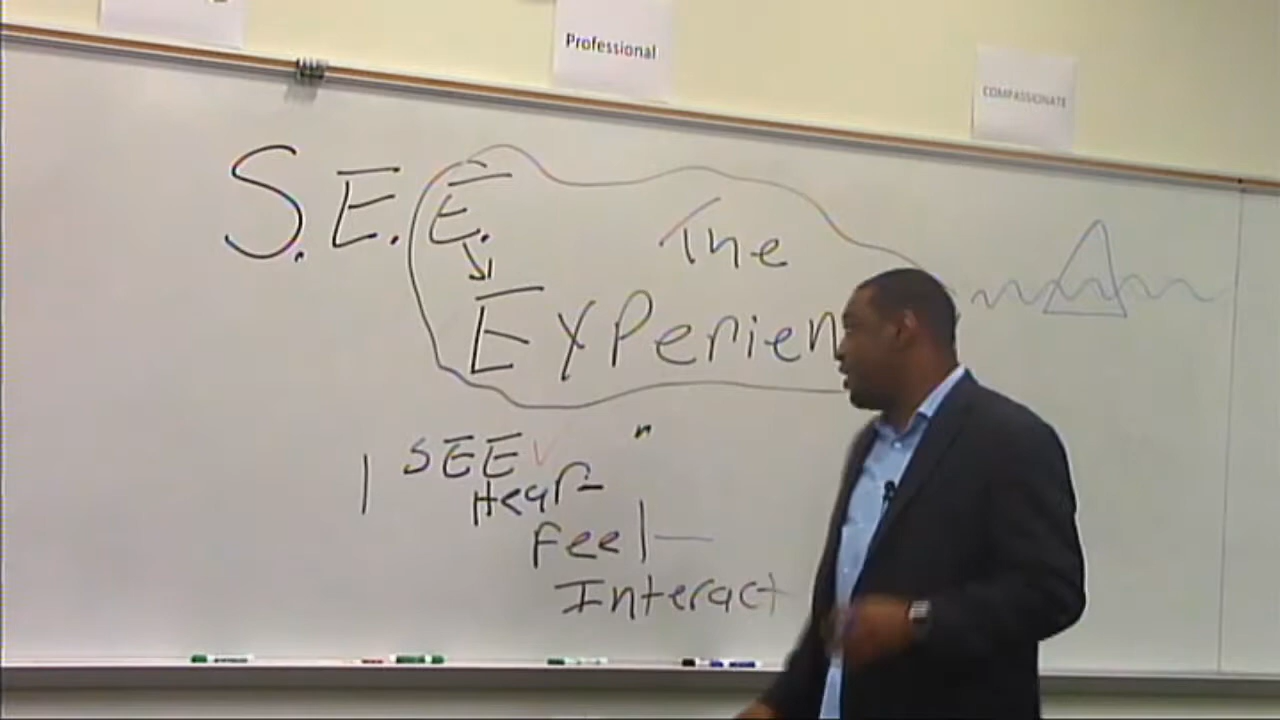 Professional
COMPASSIONATE
S.E.E.
The
Experien
I SEE
Hear
Feel
Interact